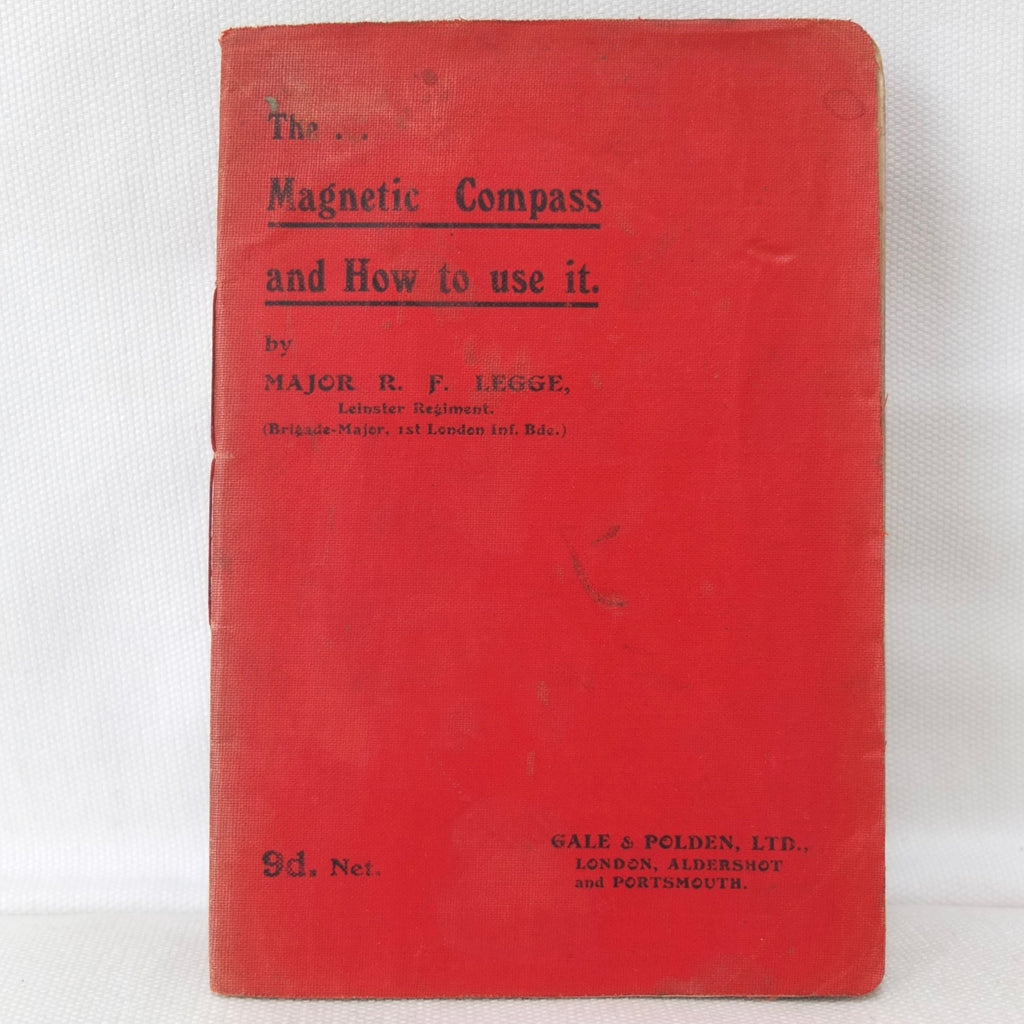 The ...
Magnetic Compass
and How to use it.
by
MAJOR R. F. LEGGE,
Leinster Regiment.
(Brigade-Major, 1st London Inf. Bde.)
9d. Net.
GALE & POLDEN, LTD.,
LONDON, ALDERSHOT
and PORTSMOUTH.